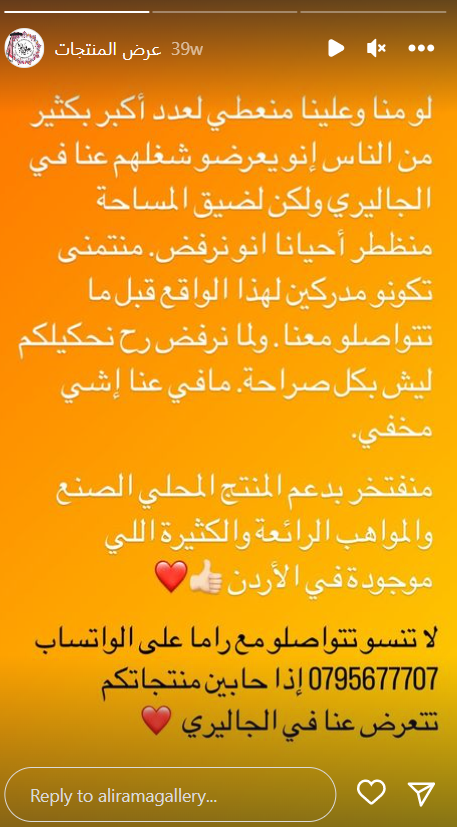 عرض المنتجات 39w
لو منا وعلينا منعطي لعدد أكبر بكثير
من الناس إنو يعرضو شغلهم عنا في
الجاليري ولكن لضيق المساحة
منظطر أحيانا انو نرفض. منتمنى
تكونو مدركين لهذا الواقع قبل ما
تتواصلو معنا. ولما نرفض رح نحكيلكم
ليش بكل صراحة. مافي عنا إشي
مخفي.
منفتخر بدعم المنتج المحلي الصنع
والمواهب الرائعة والكثيرة اللي
موجودة في الأردن 👍🏻❤️
لا تنسو تتواصلو مع راما على الواتساب
0795677707 إذا حابين منتجاتكم
تتعرض عنا في الجاليري ❤️
Reply to aliramagallery...